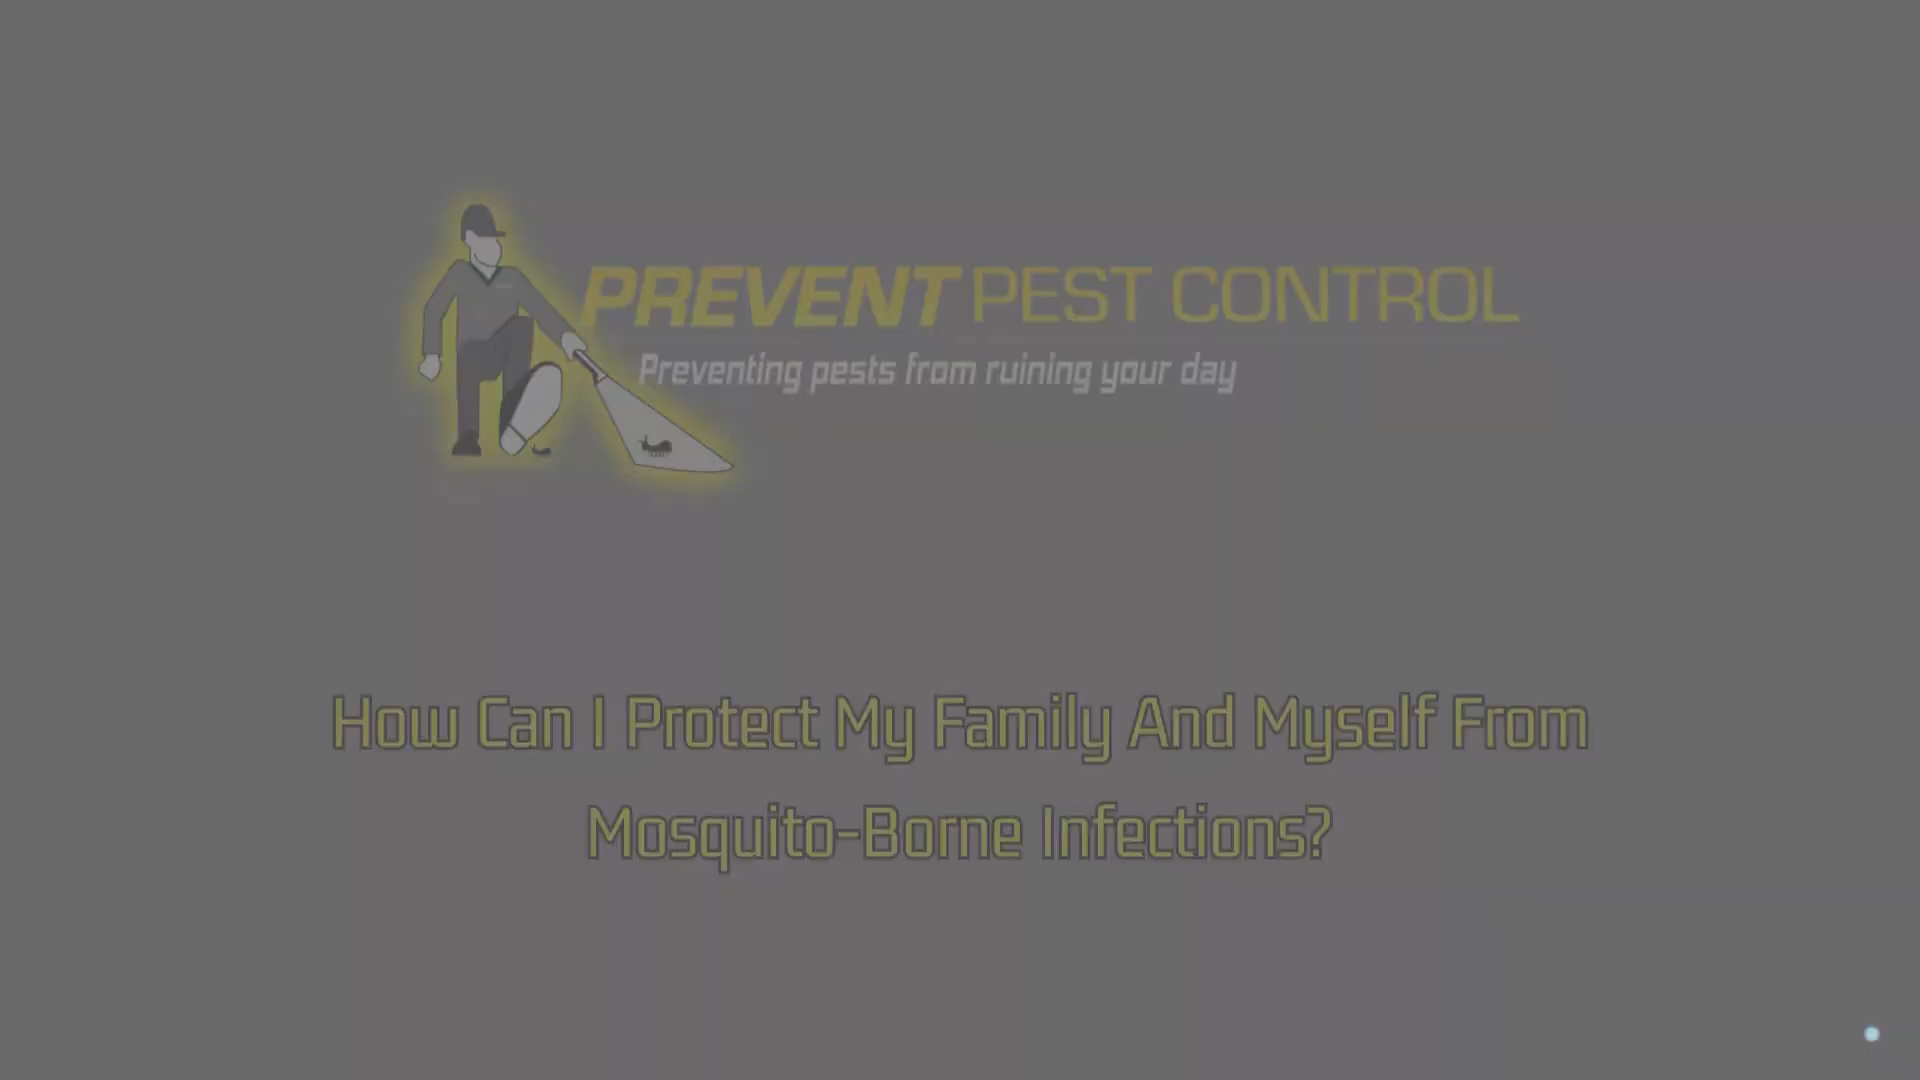 PREVENT PEST CONTROL
Preventing pests from ruining your day
How Can I Protect My Family And Myself From
Mosquito-Borne Infections?